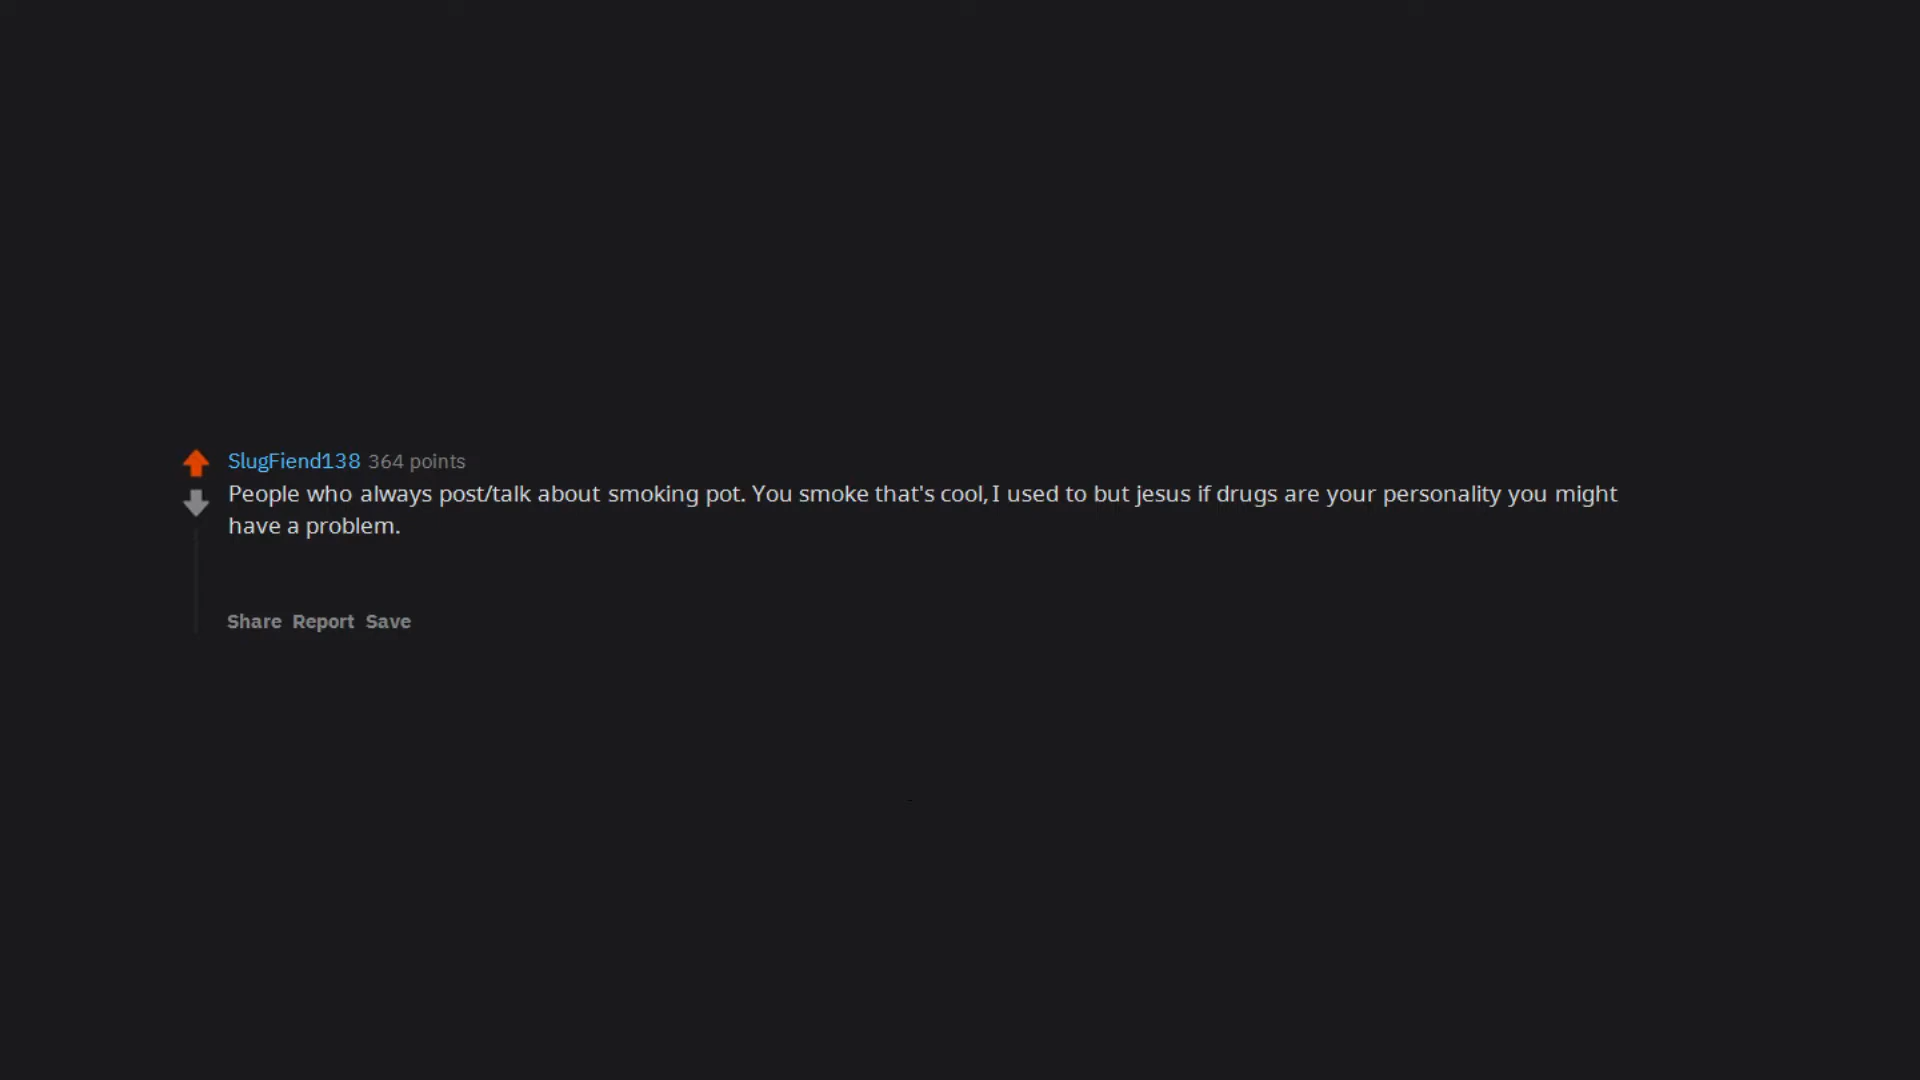 SlugFiend138 364 points
People who always post/talk about smoking pot. You smoke that's cool, I used to but jesus if drugs are your personality you might
have a problem.
Share Report Save